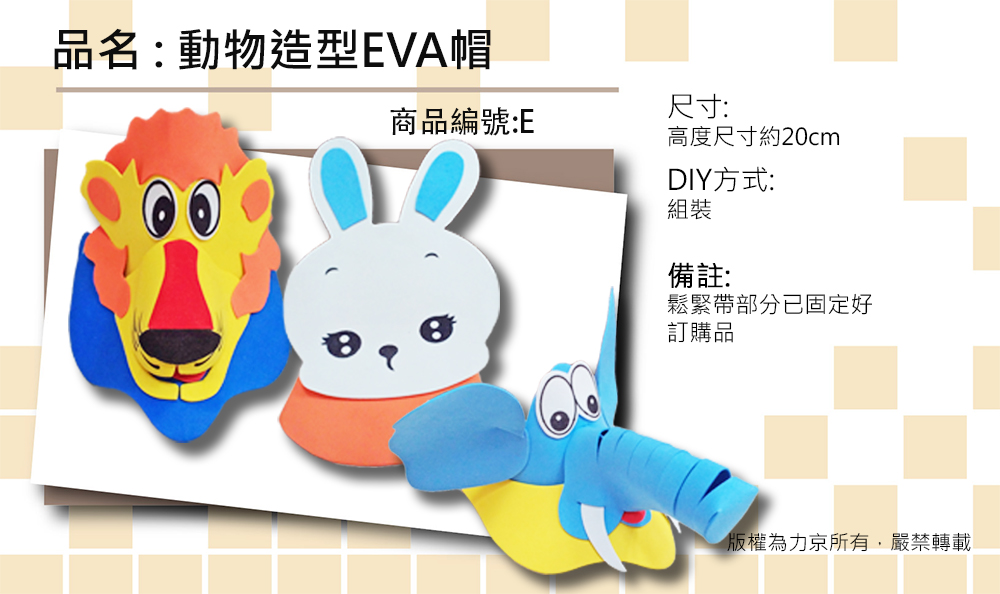 品名 : 動物造型EVA帽
商品編號:E
尺寸:
高度尺寸約20cm
DIY方式:
組裝
備註:
鬆緊帶部分已固定好
訂購品
版權為力京所有，嚴禁轉載